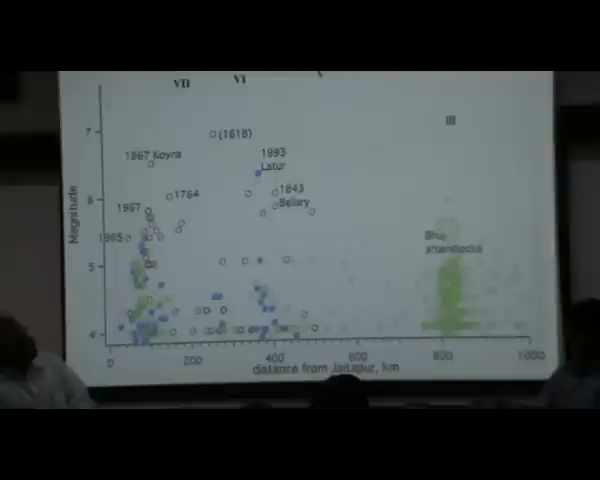 VII
VI
V
III
7
(1618)
1967 Koyna
1993
Latur
6
1764
1843
Bellary
1967
1965
Bhuj
aftershocks
5
4
Magnitude
0
200
400
600
800
1000
distance from Jaitapur, km